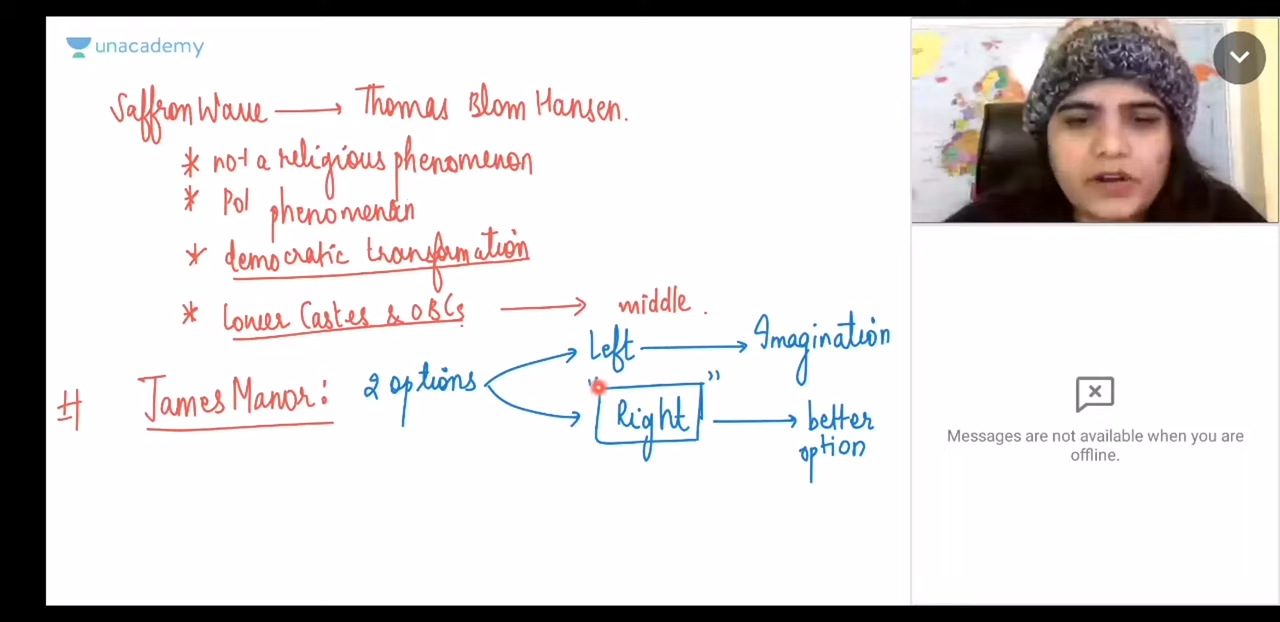 unacademy
Saffron Wave → Thomas Blom Hansen.
* not a religious phenomenon
* Pol phenomenon
* democratic transformation
* Lower Castes & OBCs → middle.
Left → Imagination
# James Manor: 2 options
"Right" → better option
Messages are not available when you are
offline.